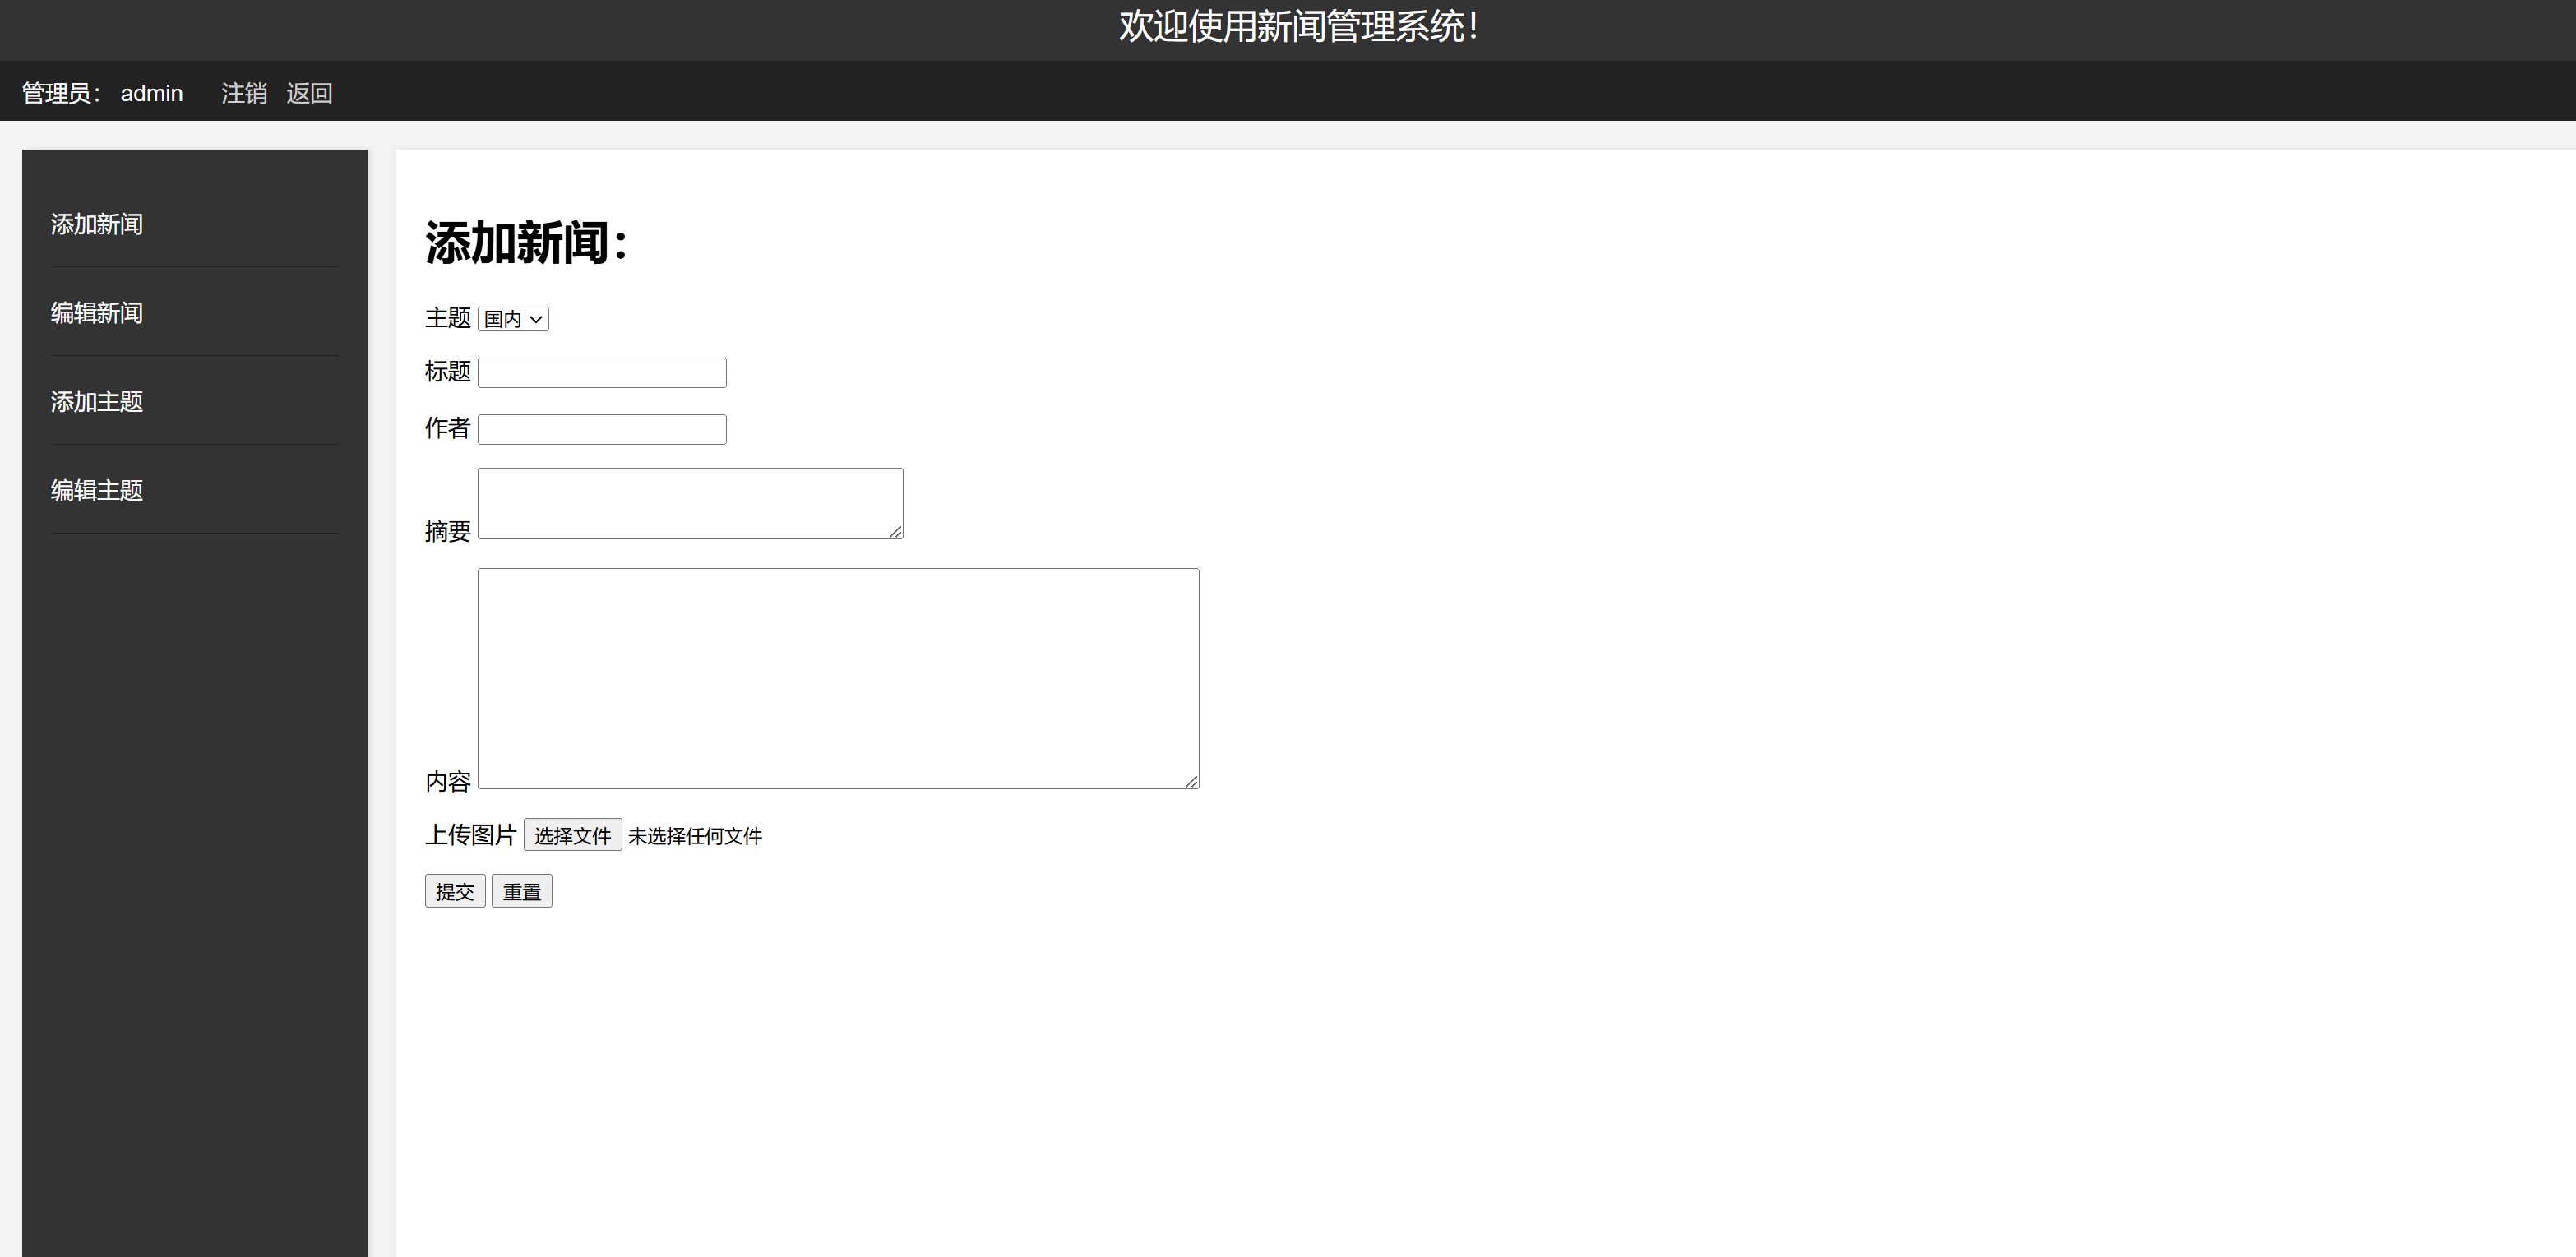 欢迎使用新闻管理系统！
管理员： admin 注销 返回
添加新闻
编辑新闻
添加主题
编辑主题
添加新闻：
主题 国内
标题
作者
摘要
内容
上传图片 选择文件 未选择任何文件
提交 重置